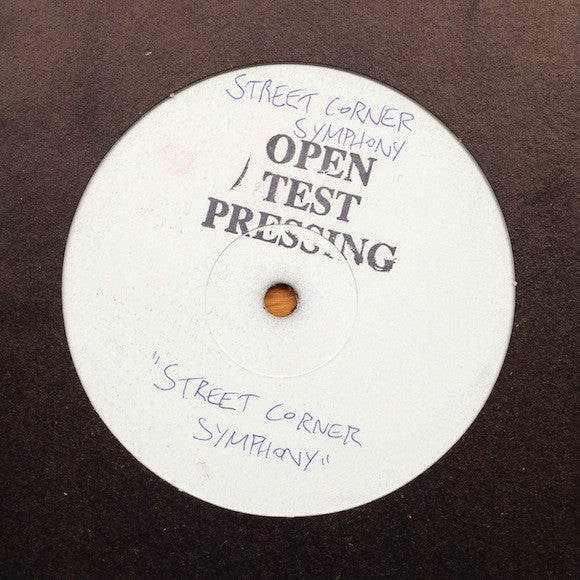 STREET CORNER
SYMPHONY
OPEN
TEST
PRESSING
"STREET CORNER
SYMPHONY"